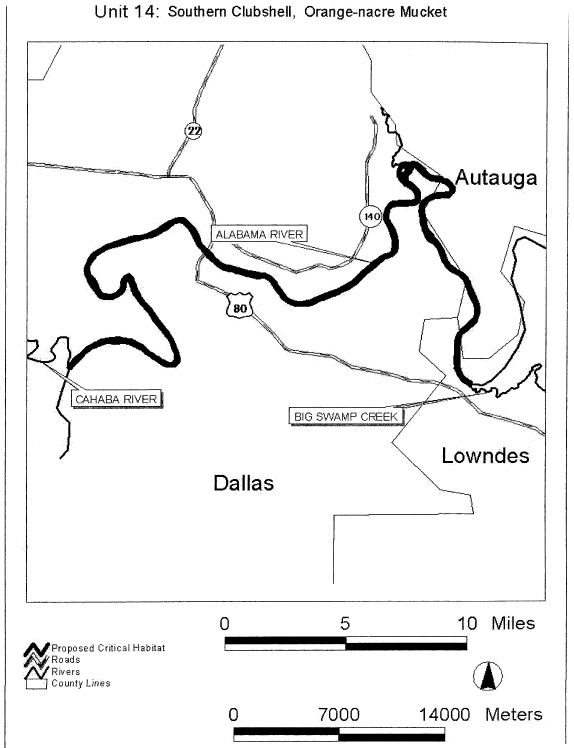 Unit 14: Southern Clubshell, Orange-nacre Mucket
22
Autauga
140
ALABAMA RIVER
80
CAHABA RIVER
BIG SWAMP CREEK
Lowndes
Dallas
0 5 10 Miles
Proposed Critical Habitat
Roads
Rivers
County Lines
0 7000 14000 Meters